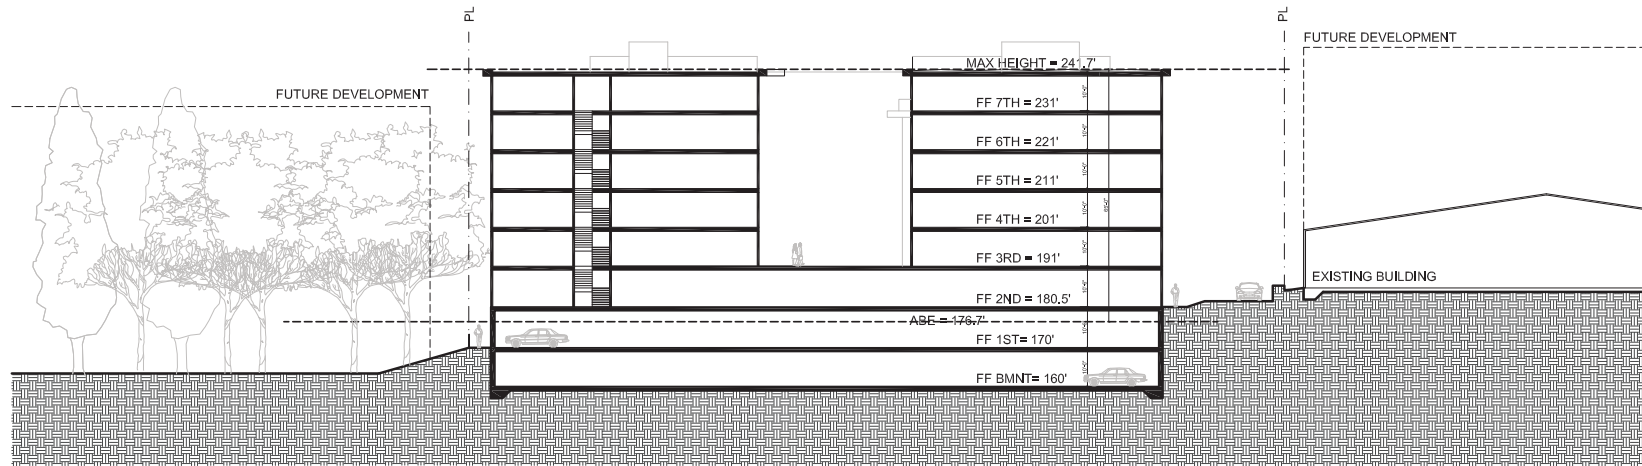 PL
PL
FUTURE DEVELOPMENT
MAX HEIGHT = 241.7'
FUTURE DEVELOPMENT
FF 7TH = 231'
FF 6TH = 221'
FF 5TH = 211'
FF 4TH = 201'
FF 3RD = 191'
EXISTING BUILDING
FF 2ND = 180.5'
ABE = 176.7'
FF 1ST= 170'
FF BMNT= 160'